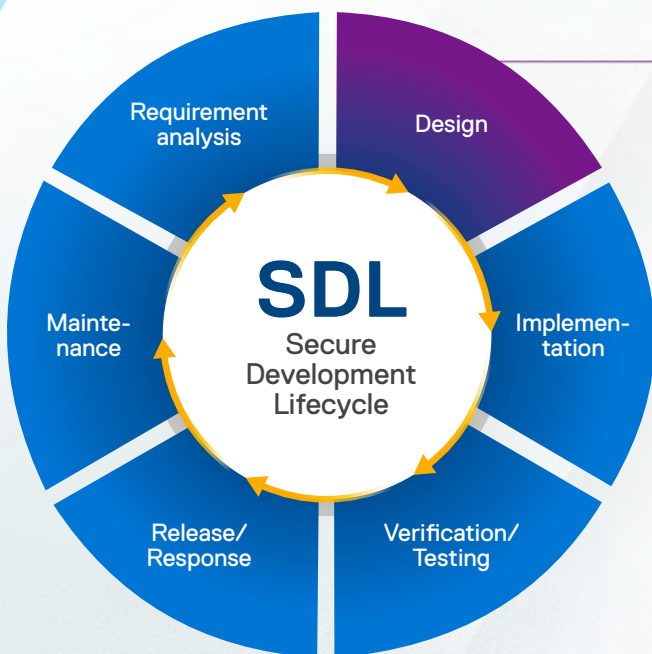 Requirement
analysis
Design
Implemen-
tation
Verification/
Testing
Release/
Response
Mainte-
nance
SDL
Secure
Development
Lifecycle